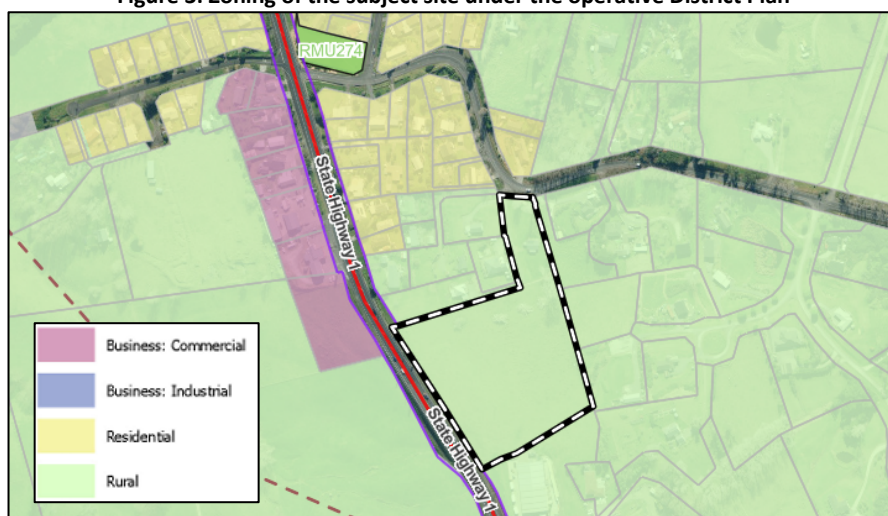 Figure 3: Zoning of the subject site under the operative District Plan
RMU274
State Highway 1
State Highway 1
Business: Commercial
Business: Industrial
Residential
Rural